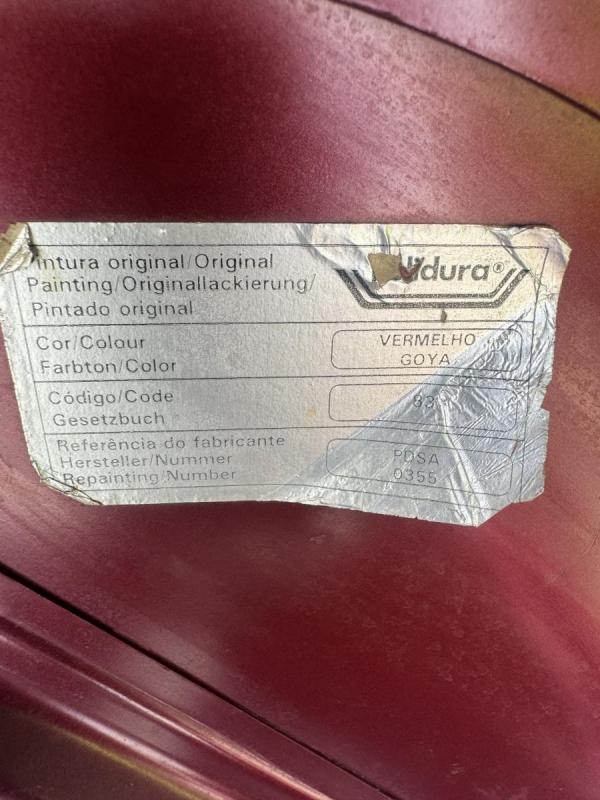 intura original/Original
Painting/Originallackierung/
Pintado original
dura®
Cor/Colour
Farbton/Color
VERMELHO
GOYA
Código/Code
Gesetzbuch
93
Referência do fabricante
Hersteller/Nummer
Repainting/Number
PDSA
0355